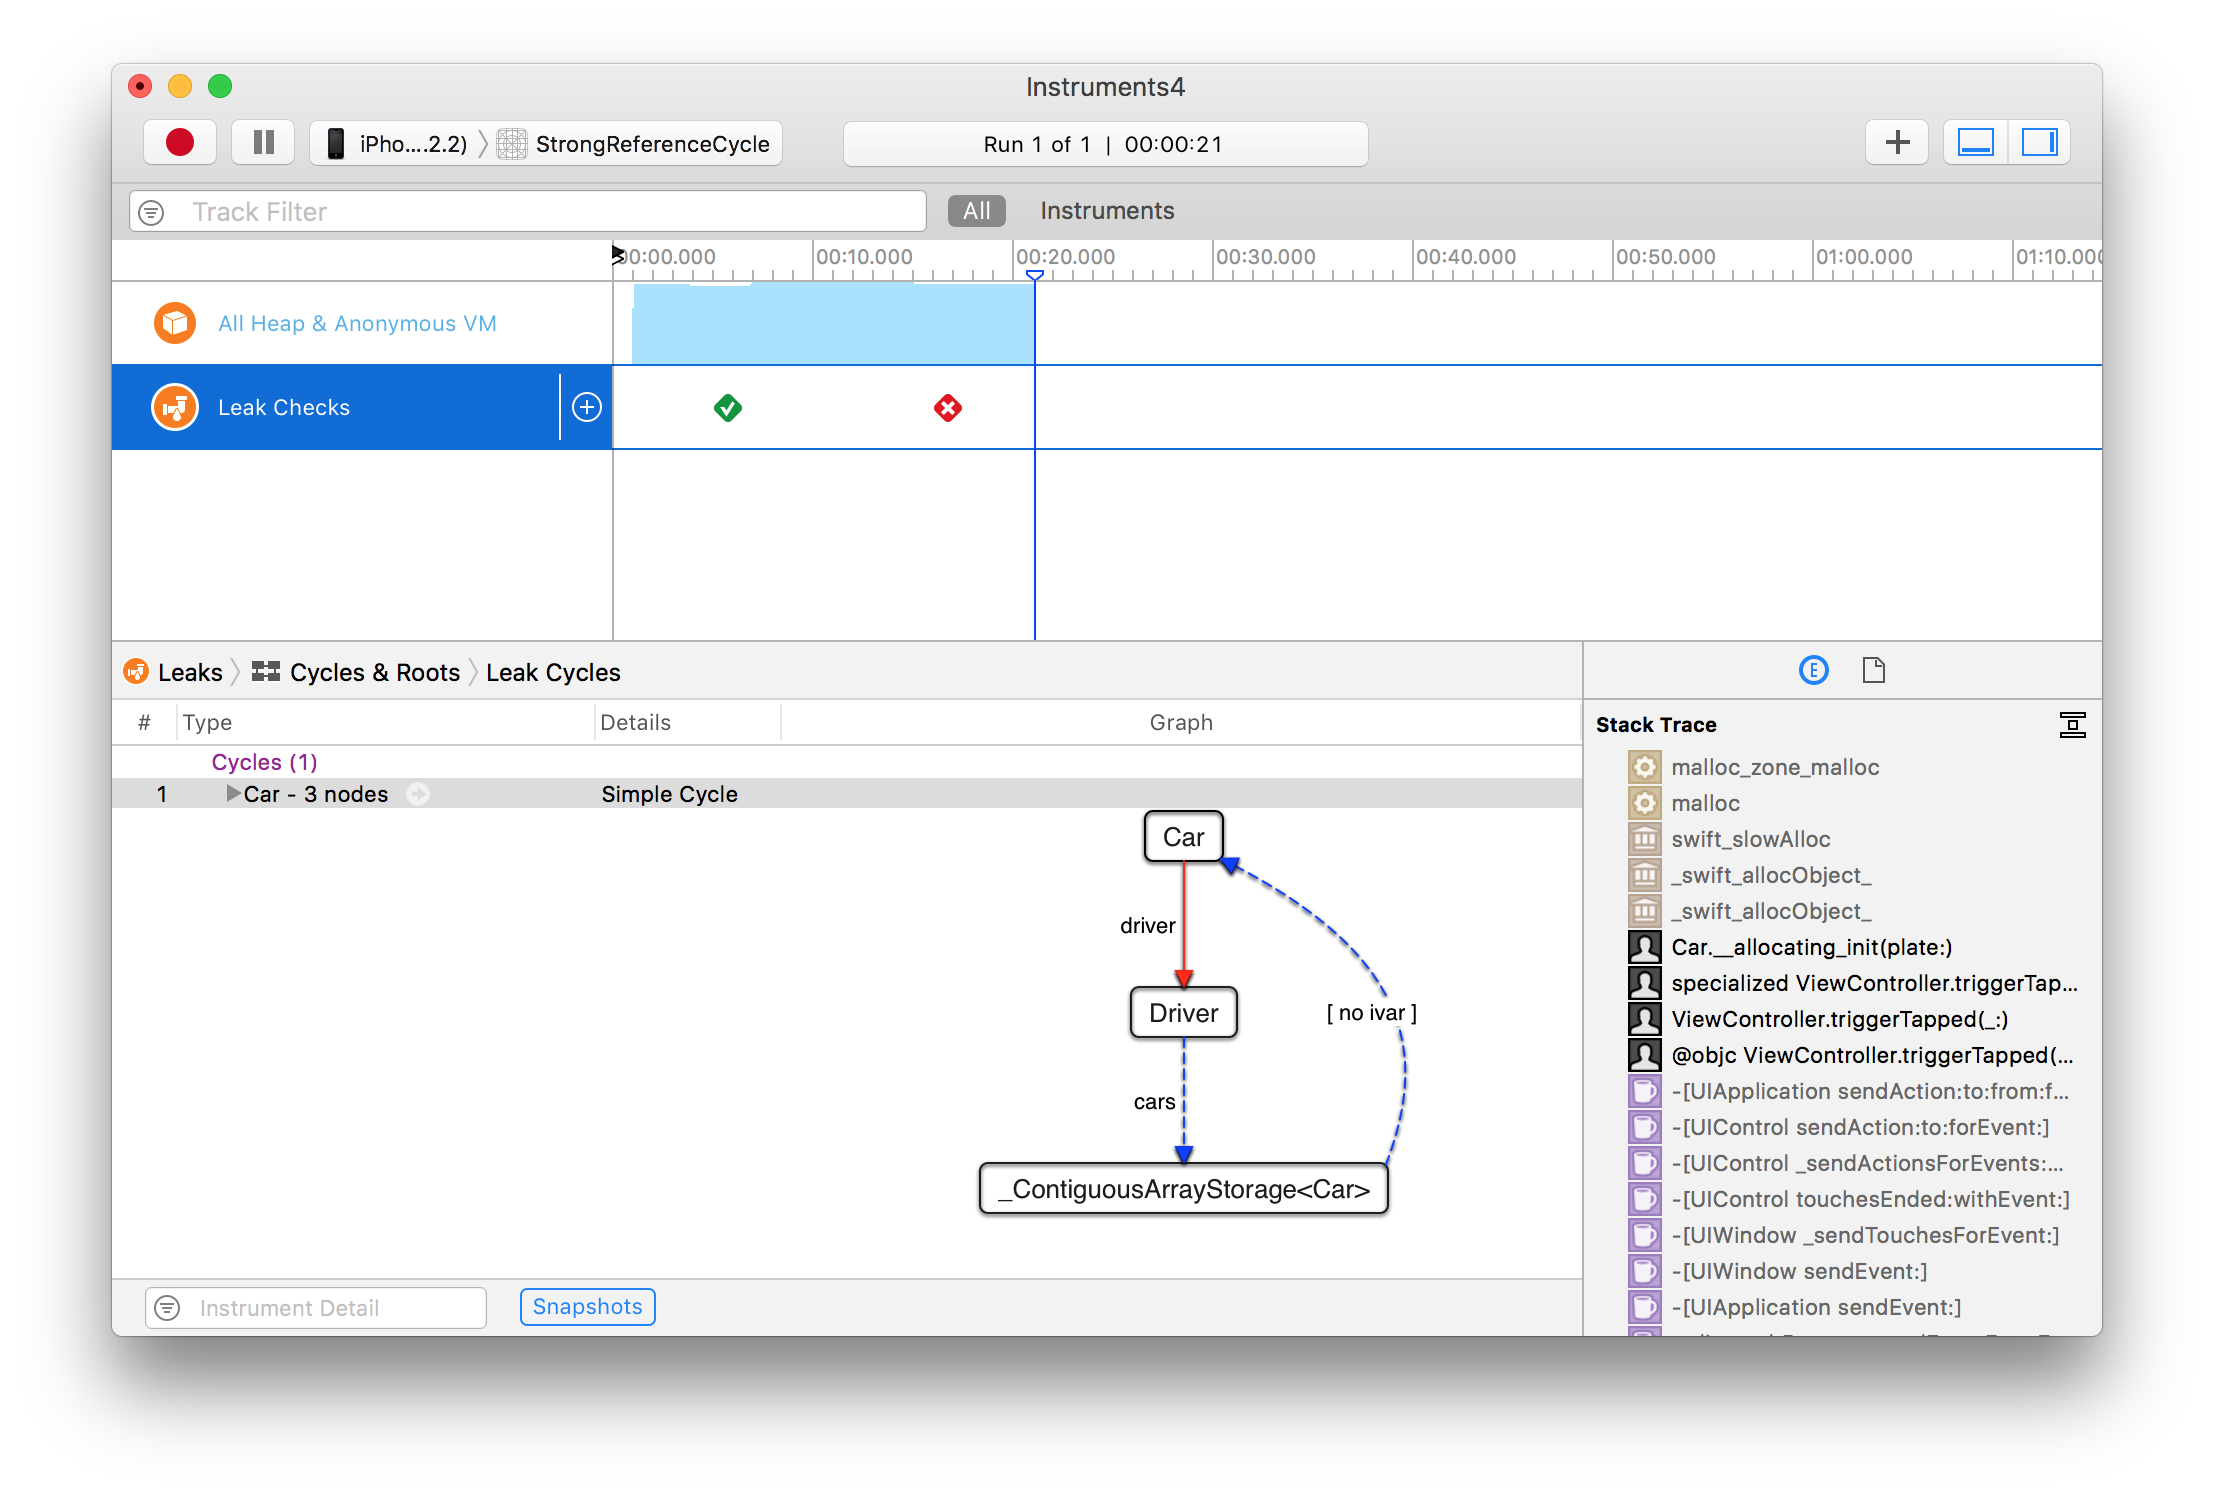 Instruments4
iPho....2.2) StrongReferenceCycle
Run 1 of 1 | 00:00:21
Track Filter
All Instruments
00:00.000 00:10.000 00:20.000 00:30.000 00:40.000 00:50.000 01:00.000 01:10.000
All Heap & Anonymous VM
Leak Checks
Leaks Cycles & Roots Leak Cycles
# Type Details Graph
Cycles (1)
1 Car - 3 nodes Simple Cycle
Car
driver
Driver
[ no ivar ]
cars
_ContiguousArrayStorage<Car>
Instrument Detail
Snapshots
E
Stack Trace
malloc_zone_malloc
malloc
swift_slowAlloc
_swift_allocObject_
_swift_allocObject_
Car.__allocating_init(plate:)
specialized ViewController.triggerTap...
ViewController.triggerTapped(_:)
@objc ViewController.triggerTapped(...
-[UIApplication sendAction:to:from:f...
-[UIControl sendAction:to:forEvent:]
-[UIControl _sendActionsForEvents:...
-[UIControl touchesEnded:withEvent:]
-[UIWindow _sendTouchesForEvent:]
-[UIWindow sendEvent:]
-[UIApplication sendEvent:]